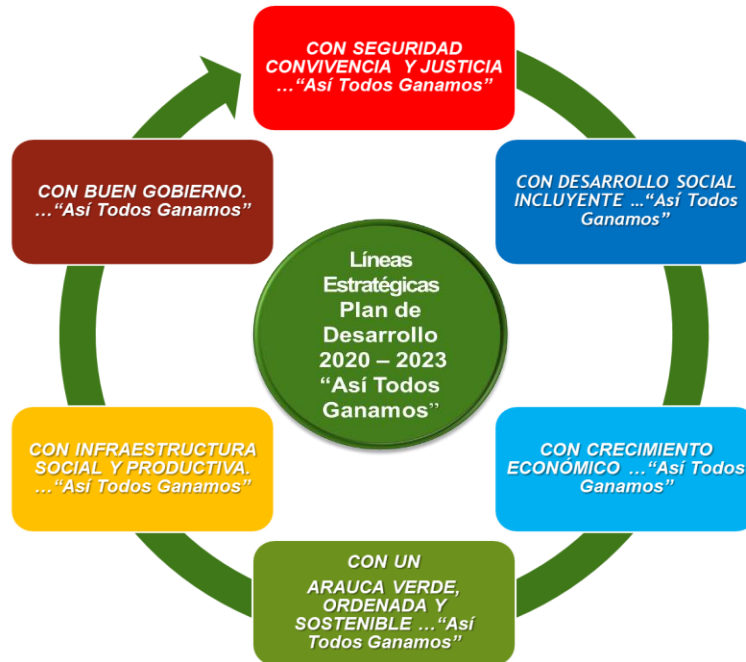 CON SEGURIDAD
CONVIVENCIA Y JUSTICIA
…“Así Todos Ganamos”
CON DESARROLLO SOCIAL
INCLUYENTE …“Así Todos
Ganamos”
CON CRECIMIENTO
ECONÓMICO …“Así Todos
Ganamos”
CON UN
ARAUCA VERDE,
ORDENADA Y
SOSTENIBLE …“Así
Todos Ganamos”
CON INFRAESTRUCTURA
SOCIAL Y PRODUCTIVA.
…“Así Todos Ganamos”
CON BUEN GOBIERNO.
…“Así Todos Ganamos”
Líneas
Estratégicas
Plan de
Desarrollo
2020 – 2023
“Así Todos
Ganamos”